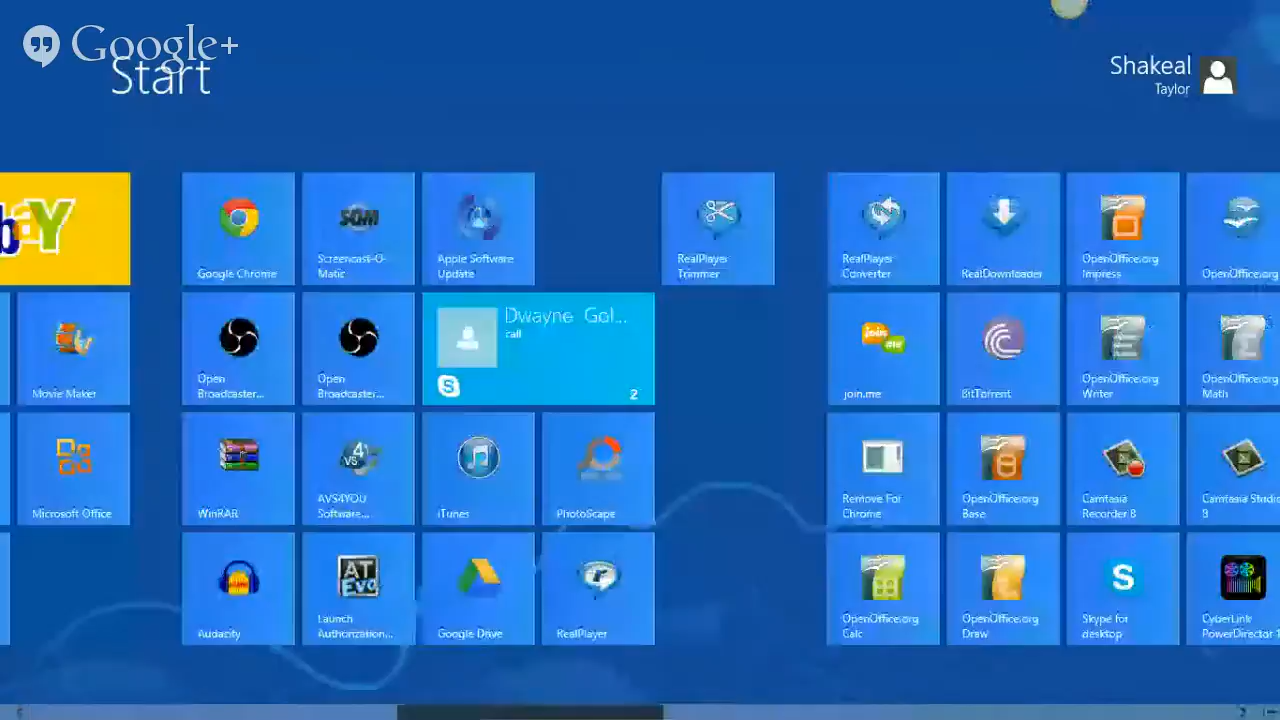 Google+
Start
Shakeal
Taylor
ebaY
Google Chrome
Screencast-O-
Matic
Apple Software
Update
RealPlayer
Trimmer
RealPlayer
Converter
RealDownloader
OpenOffice.org
Impress
OpenOffice.org
Movie Maker
Open
Broadcaster...
Open
Broadcaster...
Dwayne Gol...
call
2
join.me
BitTorrent
OpenOffice.org
Writer
OpenOffice.org
Math
Microsoft Office
WinRAR
AVS4YOU
Software...
iTunes
PhotoScape
Remove For
Chrome
OpenOffice.org
Base
Camtasia
Recorder 8
Camtasia Studio
8
Audacity
AT
Evo
Launch
Authorization...
Google Drive
RealPlayer
OpenOffice.org
Calc
OpenOffice.org
Draw
Skype for
desktop
CyberLink
PowerDirector 1